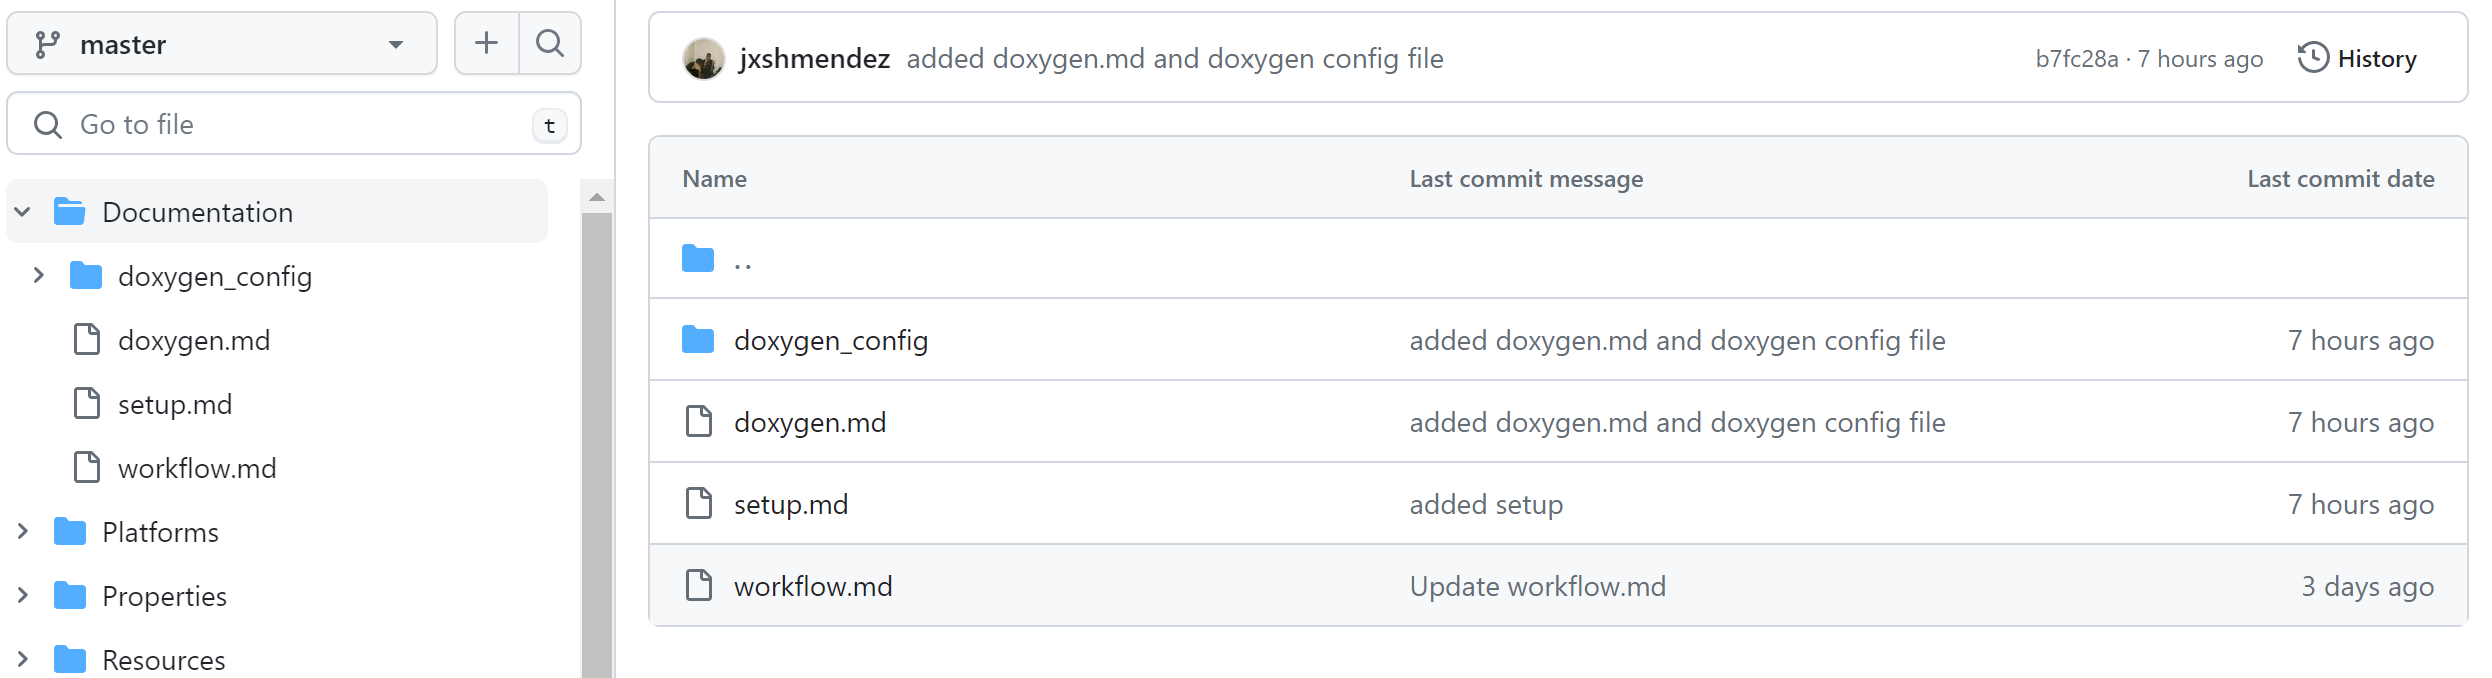 master
Go to file
t
Documentation
doxygen_config
doxygen.md
setup.md
workflow.md
Platforms
Properties
Resources
jxshmendez added doxygen.md and doxygen config file b7fc28a · 7 hours ago History
Name Last commit message Last commit date
..
doxygen_config added doxygen.md and doxygen config file 7 hours ago
doxygen.md added doxygen.md and doxygen config file 7 hours ago
setup.md added setup 7 hours ago
workflow.md Update workflow.md 3 days ago